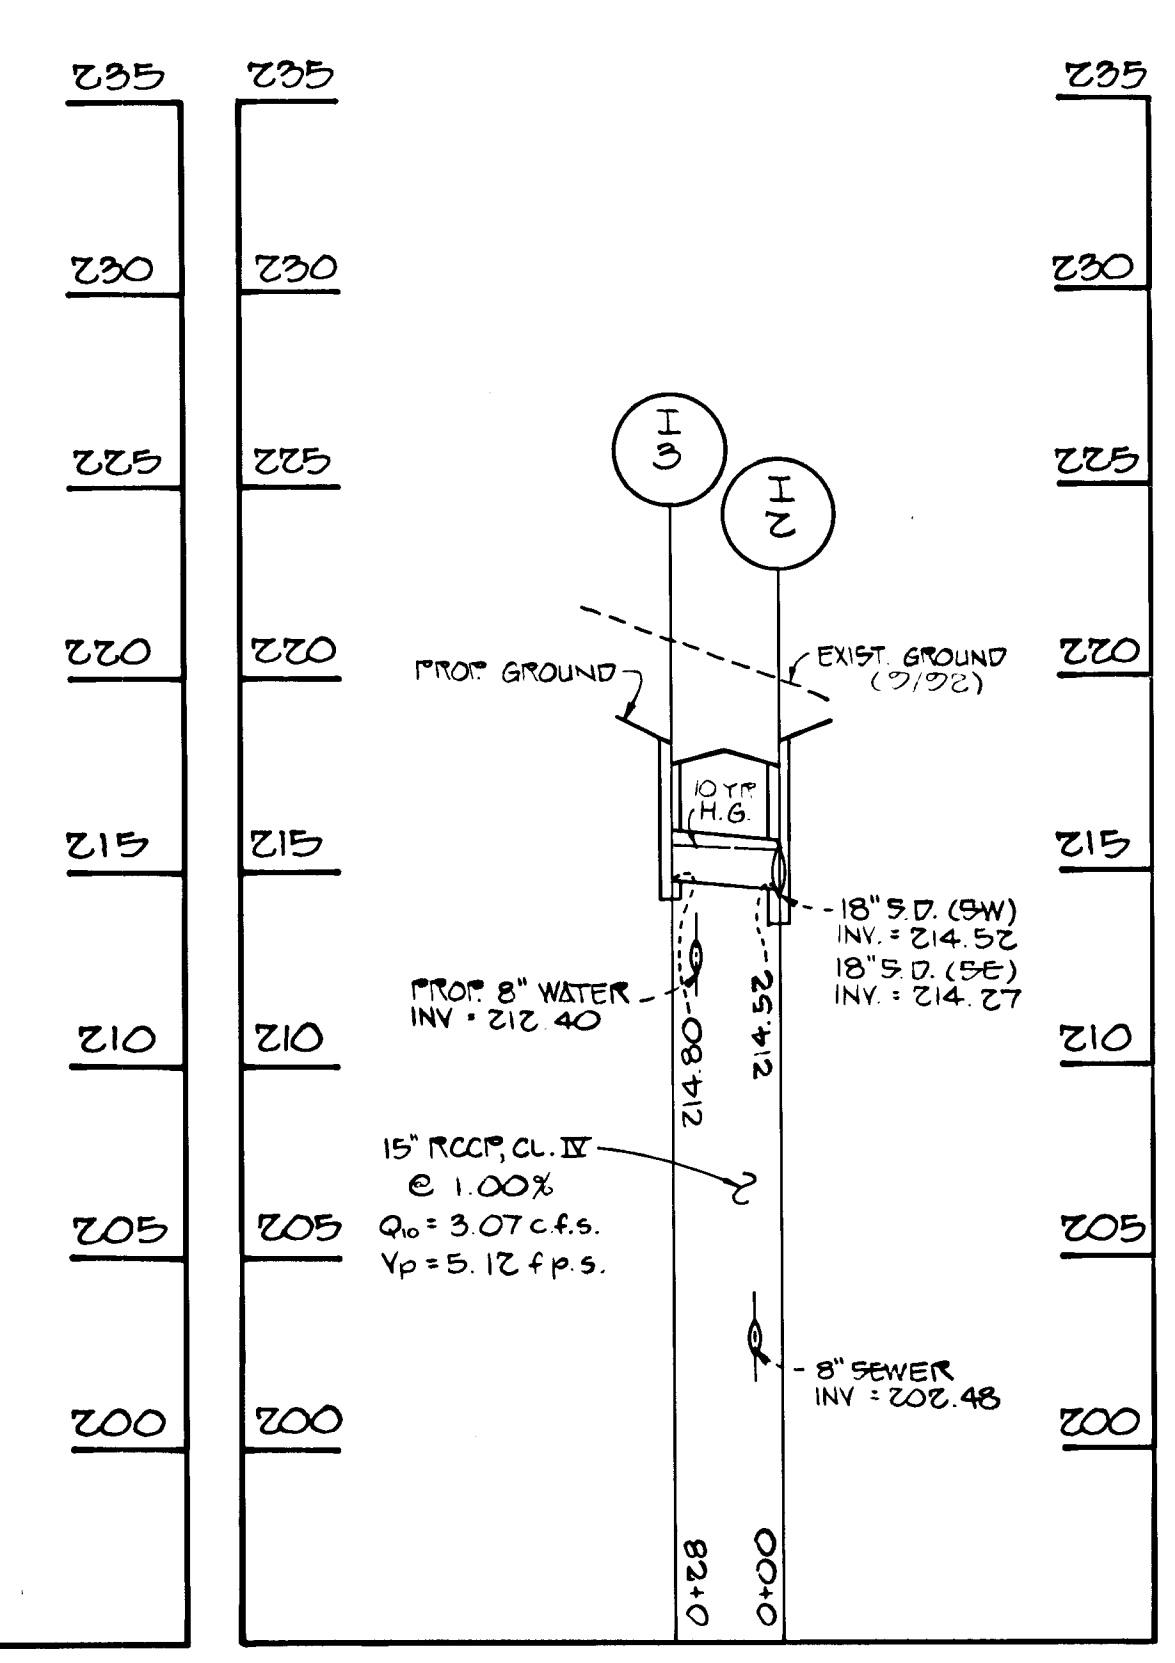 235
235
235
230
230
230
I
3
225
225
225
I
2
220
220
PROP. GROUND
EXIST. GROUND
(9/92)
220
10 YR.
H.G.
215
215
215
18" S.D. (SW)
INV. = 214.52
18" S.D. (SE)
INV. = 214.27
PROP. 8" WATER
INV = 212.40
214.80
214.52
210
210
210
15" RCCP, CL. IV
@ 1.00%
Q10 = 3.07 c.f.s.
Vp = 5.12 f.p.s.
2
205
205
205
8" SEWER
INV = 202.48
200
200
200
0+28
0+00